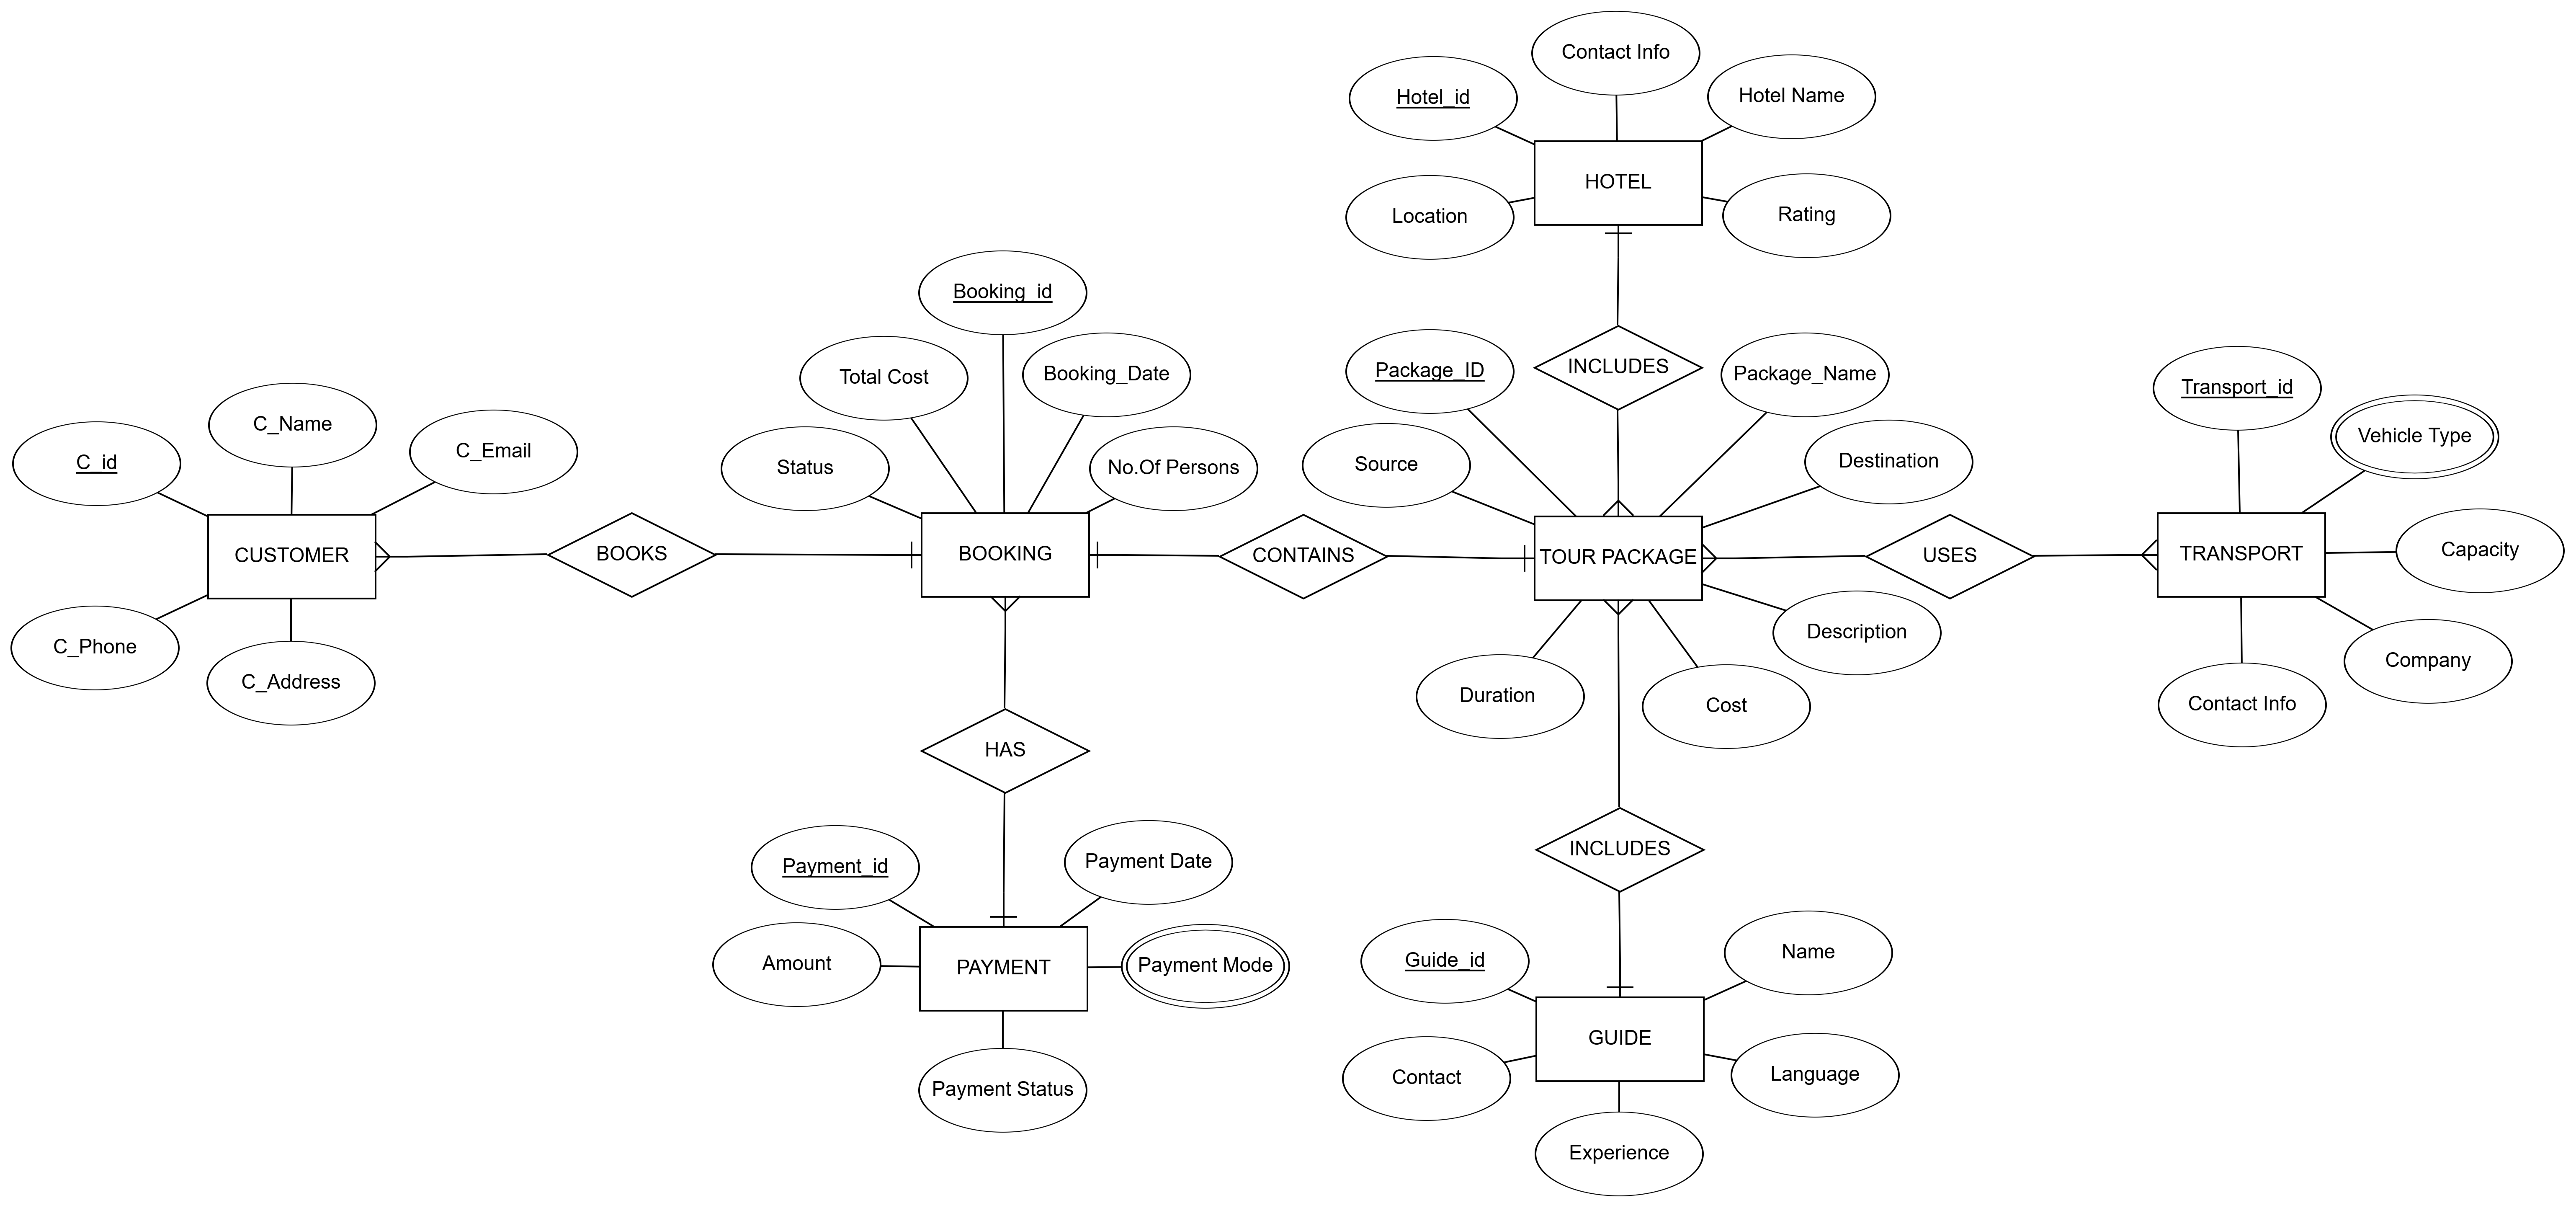 Contact Info
Hotel_id
Hotel Name
HOTEL
Location
Rating
Booking_id
INCLUDES
Total Cost
Booking_Date
Package_ID
Package_Name
Transport_id
C_Name
C_id
C_Email
Status
No.Of Persons
Source
Destination
Vehicle Type
CUSTOMER
BOOKS
BOOKING
CONTAINS
TOUR PACKAGE
USES
TRANSPORT
Capacity
C_Phone
C_Address
Duration
Cost
Description
Company
Contact Info
HAS
INCLUDES
Payment_id
Payment Date
Amount
PAYMENT
Payment Mode
Payment Status
Guide_id
Name
GUIDE
Contact
Language
Experience